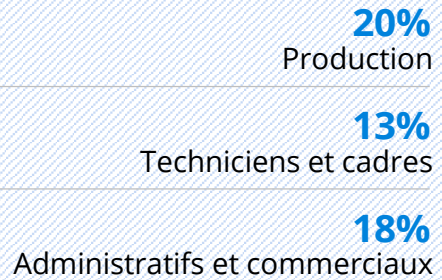 20%
Production
13%
Techniciens et cadres
18%
Administratifs et commerciaux